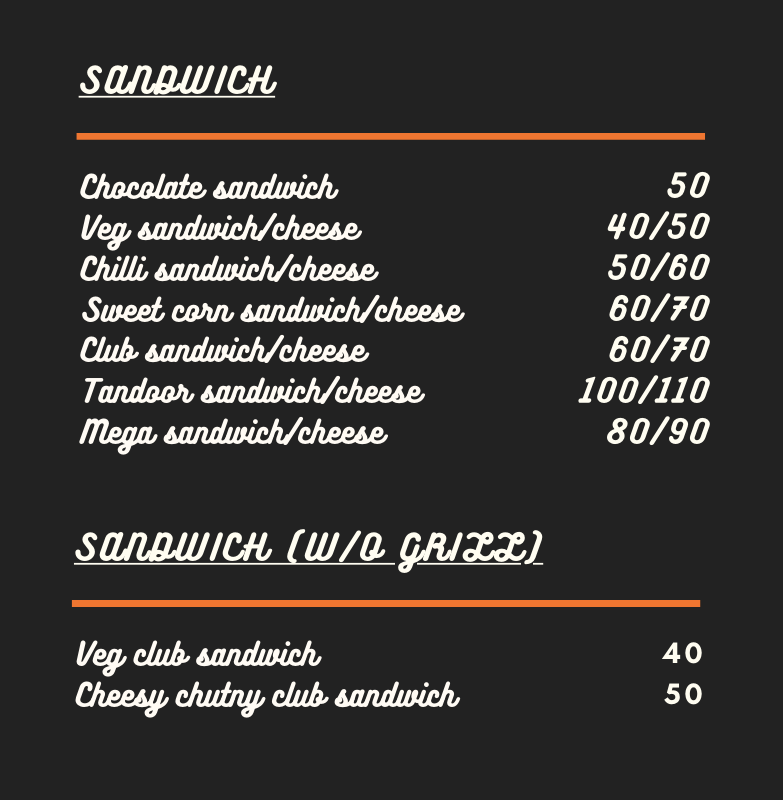 SANDWICH
Chocolate sandwich 50
Veg sandwich/cheese 40/50
Chilli sandwich/cheese 50/60
Sweet corn sandwich/cheese 60/70
Club sandwich/cheese 60/70
Tandoor sandwich/cheese 100/110
Mega sandwich/cheese 80/90
SANDWICH (W/O GRILL)
Veg club sandwich 40
Cheesy chutny club sandwich 50